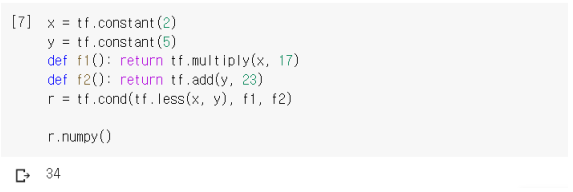 [7] x = tf.constant(2)
y = tf.constant(5)
def f1(): return tf.multiply(x, 17)
def f2(): return tf.add(y, 23)
r = tf.cond(tf.less(x, y), f1, f2)
r.numpy()
34